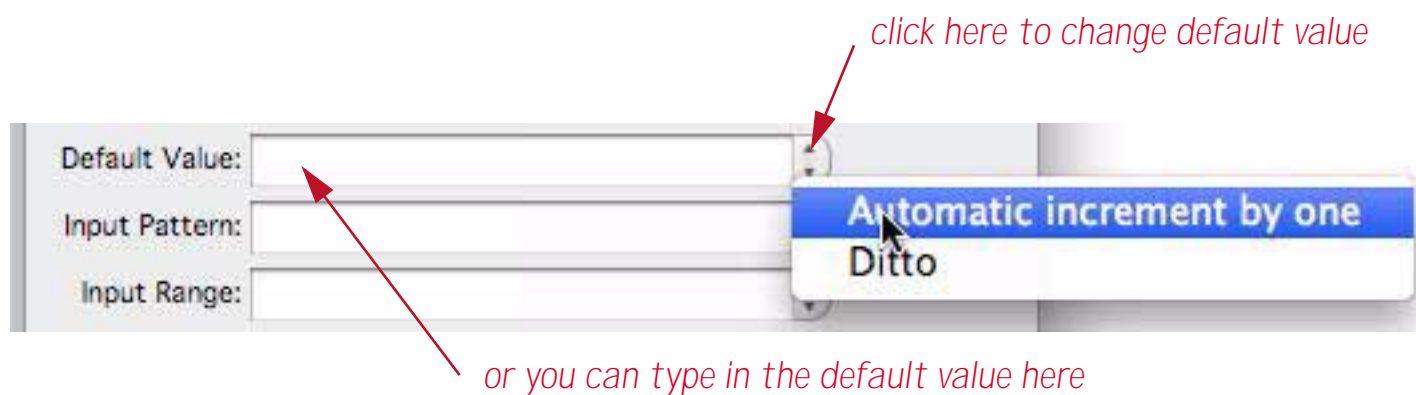 click here to change default value
Default Value:
Automatic increment by one
Input Pattern:
Ditto
Input Range:
or you can type in the default value here